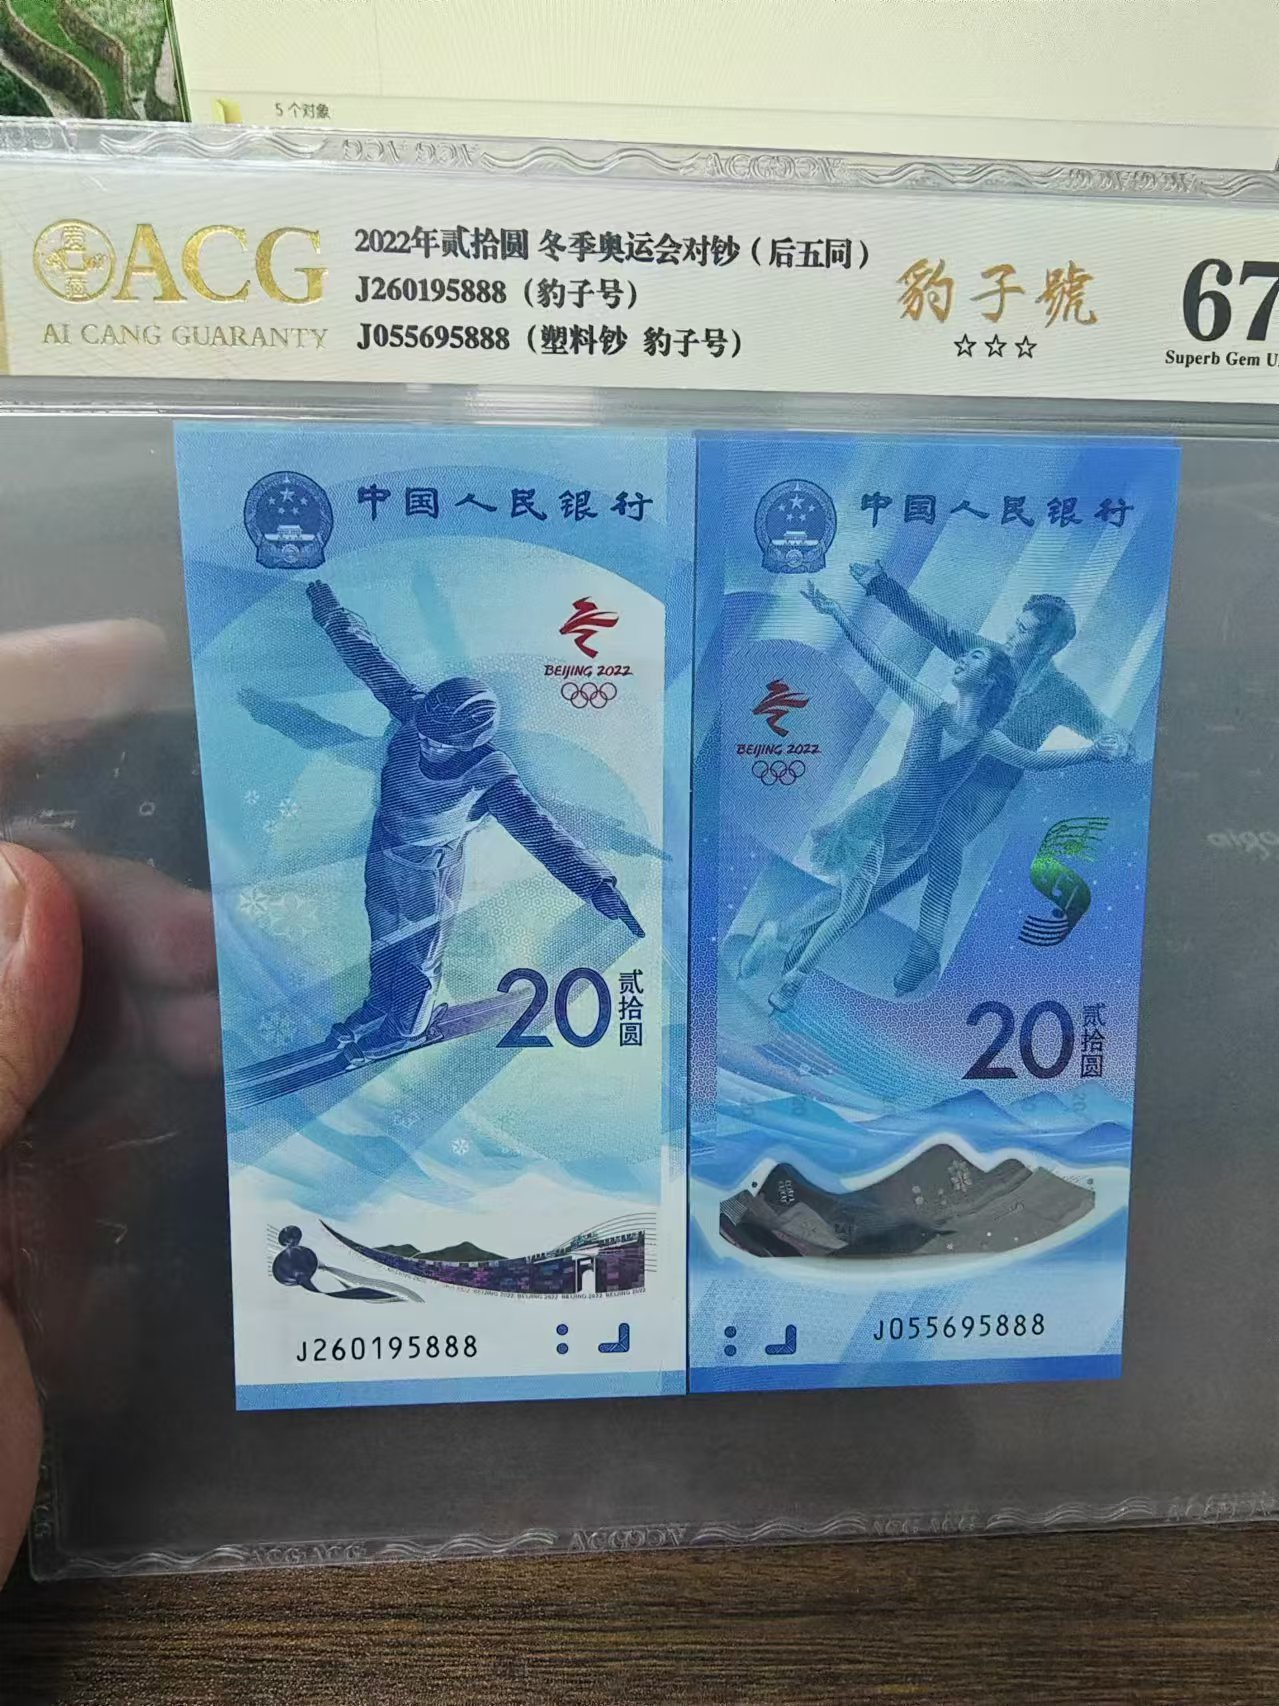 5 个对象
ACG
AI CANG GUARANTY
2022年贰拾圆 冬季奥运会对钞（后五同）
J260195888（豹子号）
J055695888（塑料钞 豹子号）
豹子號
☆☆☆
67
Superb Gem U
中国人民银行
BEIJING 2022
20
贰拾圆
J260195888
中国人民银行
BEIJING 2022
20
贰拾圆
J055695888